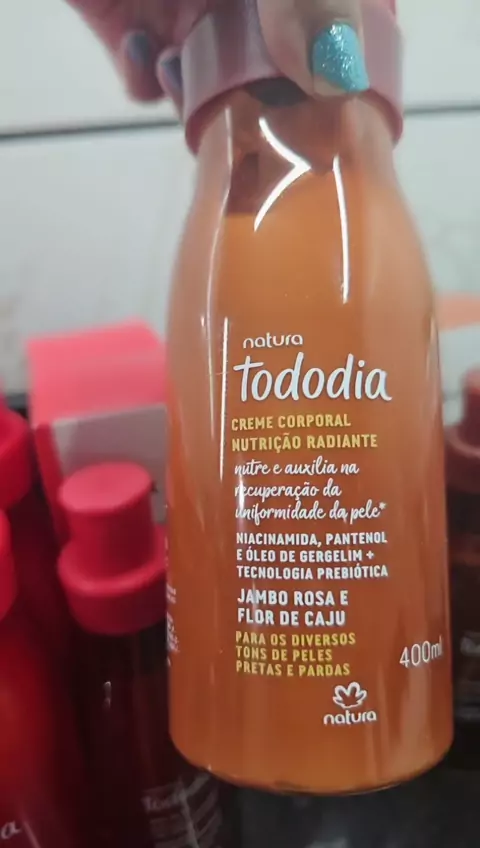 natura
tododia
CREME CORPORAL
NUTRIÇÃO RADIANTE
nutre e auxilia na
recuperação da
uniformidade da pele*
NIACINAMIDA, PANTENOL
E ÓLEO DE GERGELIM +
TECNOLOGIA PREBIÓTICA
JAMBO ROSA E
FLOR DE CAJU
PARA OS DIVERSOS
TONS DE PELES
PRETAS E PARDAS
400ml
natura
Tododia